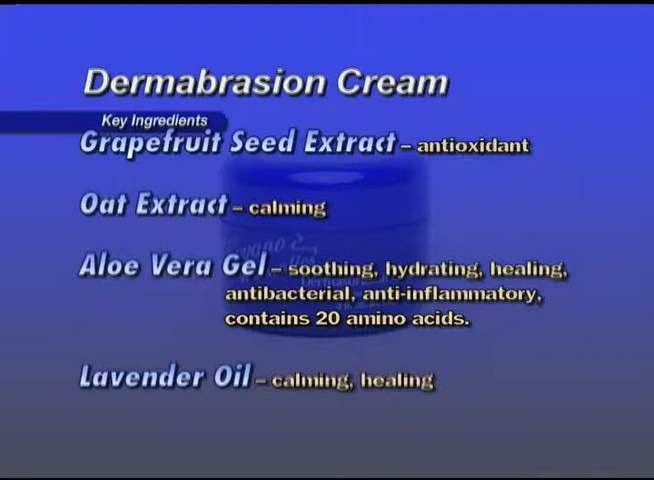 Dermabrasion Cream
Key Ingredients
Grapefruit Seed Extract – antioxidant
Oat Extract – calming
Aloe Vera Gel – soothing, hydrating, healing,
antibacterial, anti-inflammatory,
contains 20 amino acids.
Lavender Oil – calming, healing